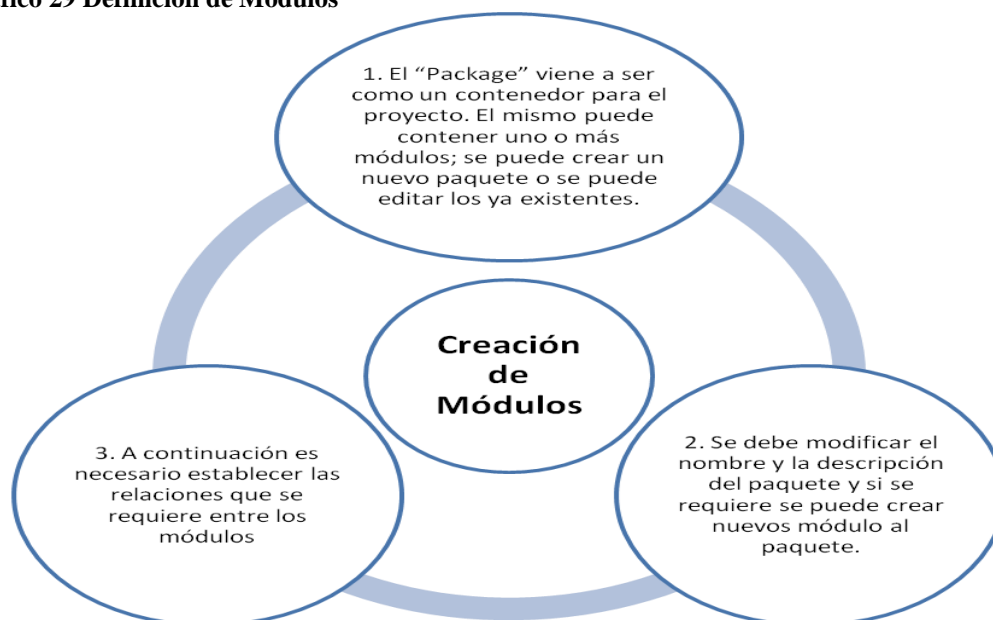 29 Definición de Módulos
1. El “Package” viene a ser
como un contenedor para el
proyecto. El mismo puede
contener uno o más
módulos; se puede crear un
nuevo paquete o se puede
editar los ya existentes.
Creación
de
Módulos
2. Se debe modificar el
nombre y la descripción
del paquete y si se
requiere se puede crear
nuevos módulo al
paquete.
3. A continuación es
necesario establecer las
relaciones que se
requiere entre los
módulos